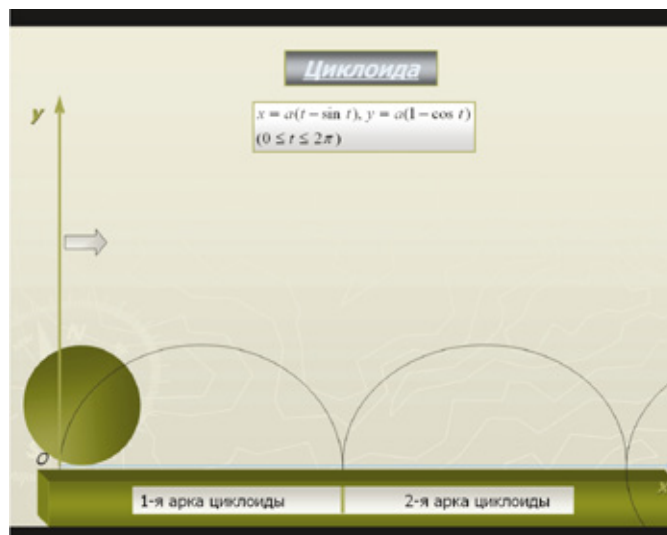 Циклоида
y
x = a(t − sin t), y = a(1 − cos t)
(0 ≤ t ≤ 2π)
O
x
1-я арка циклоиды 2-я арка циклоиды